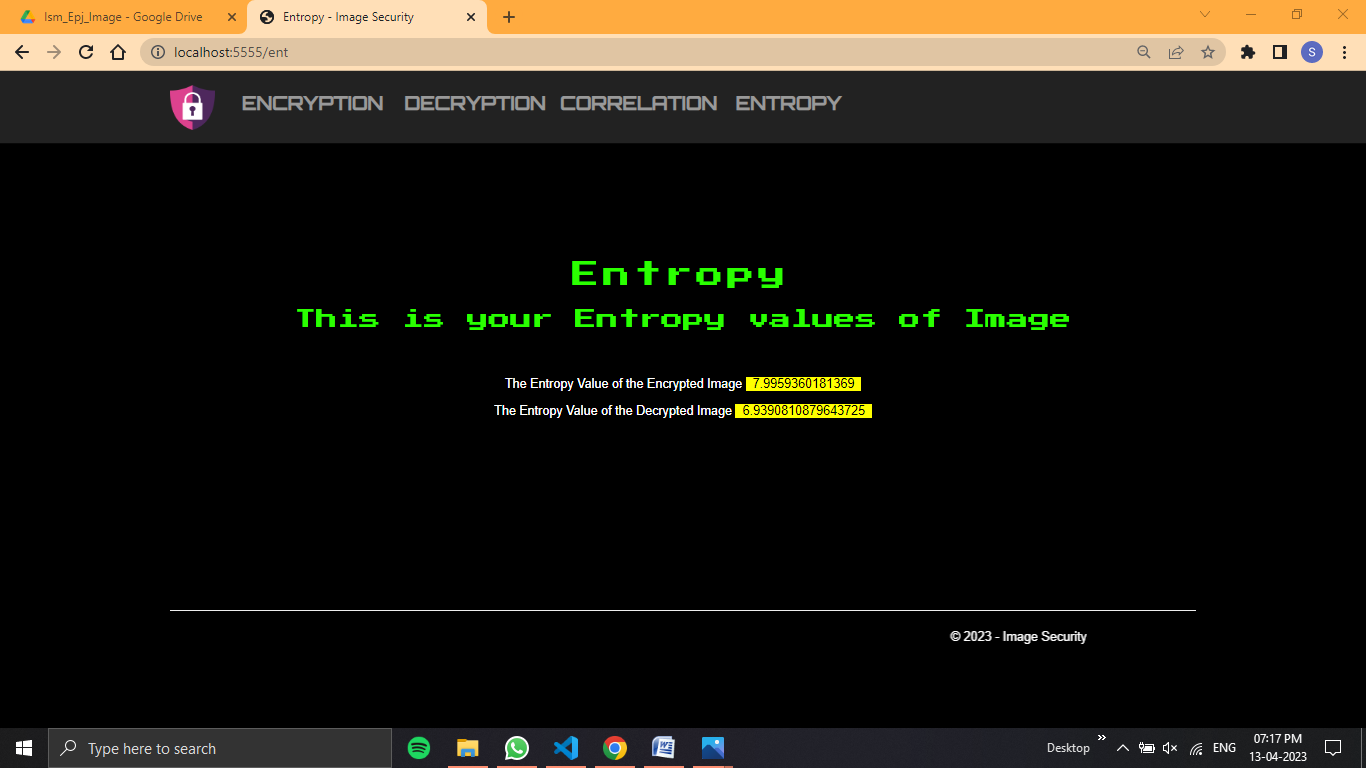 Ism_Epj_Image - Google Drive
Entropy - Image Security
localhost:5555/ent
S
ENCRYPTION DECRYPTION CORRELATION ENTROPY
Entropy
This is your Entropy values of Image
The Entropy Value of the Encrypted Image 7.9959360181369
The Entropy Value of the Decrypted Image 6.9390810879643725
© 2023 - Image Security
Type here to search
Desktop
ENG
07:17 PM
13-04-2023